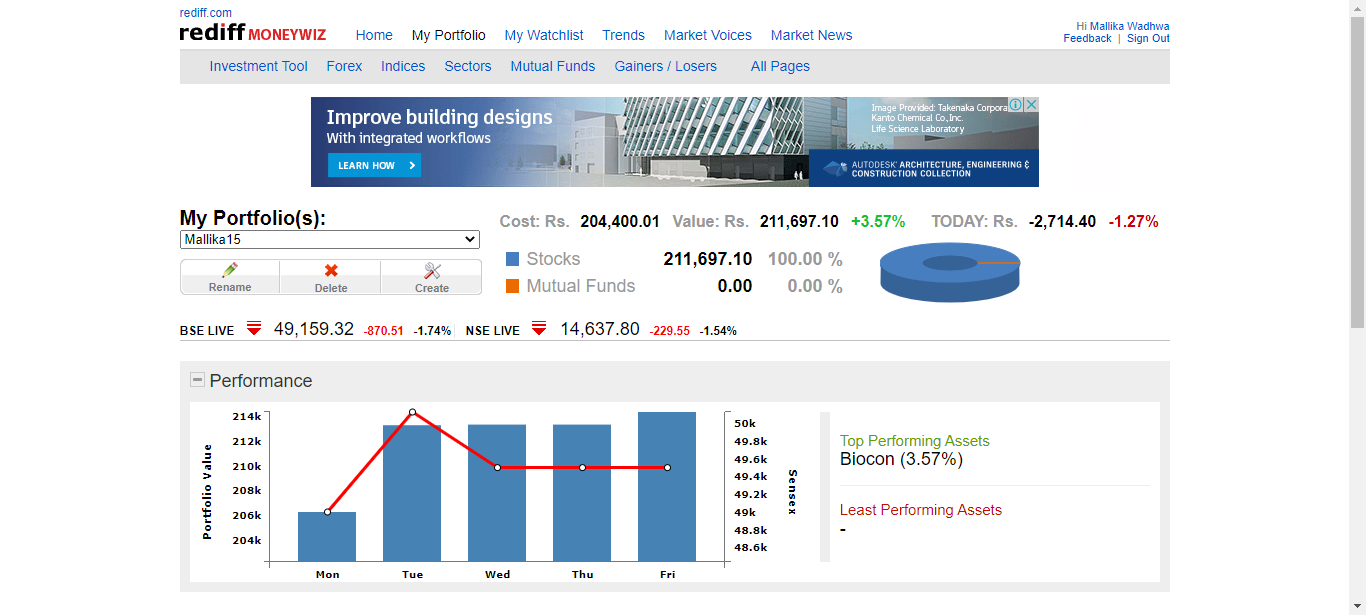 rediff.com
rediff MONEYWIZ
Home My Portfolio My Watchlist Trends Market Voices Market News
Hi Mallika Wadhwa
Feedback | Sign Out
Investment Tool Forex Indices Sectors Mutual Funds Gainers / Losers All Pages
Improve building designs
With integrated workflows
LEARN HOW
Image Provided: Takenaka Corpora
Kanto Chemical Co.,Inc.
Life Science Laboratory
AUTODESK® ARCHITECTURE, ENGINEERING &
CONSTRUCTION COLLECTION
My Portfolio(s):
Mallika15
Rename Delete Create
Cost: Rs. 204,400.01 Value: Rs. 211,697.10 +3.57% TODAY: Rs. -2,714.40 -1.27%
Stocks 211,697.10 100.00 %
Mutual Funds 0.00 0.00 %
BSE LIVE 49,159.32 -870.51 -1.74% NSE LIVE 14,637.80 -229.55 -1.54%
Performance
Portfolio Value
214k
212k
210k
208k
206k
204k
Mon Tue Wed Thu Fri
50k
49.8k
49.6k
49.4k
49.2k
49k
48.8k
48.6k
Sensex
Top Performing Assets
Biocon (3.57%)
Least Performing Assets
-